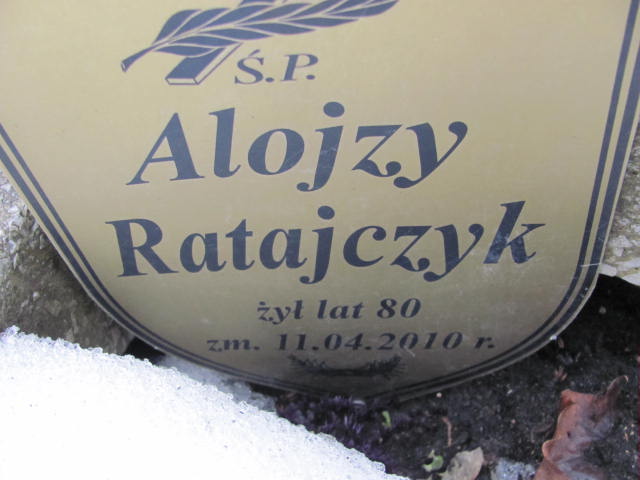 Ś.P.
Alojzy
Ratajczyk
żył lat 80
zm. 11.04.2010 r.